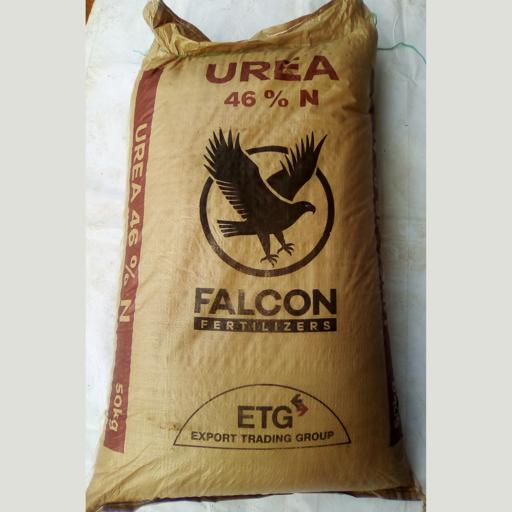 UREA
46 % N
FALCON
FERTILIZERS
ETG
EXPORT TRADING GROUP
UREA 46 % N
50kg